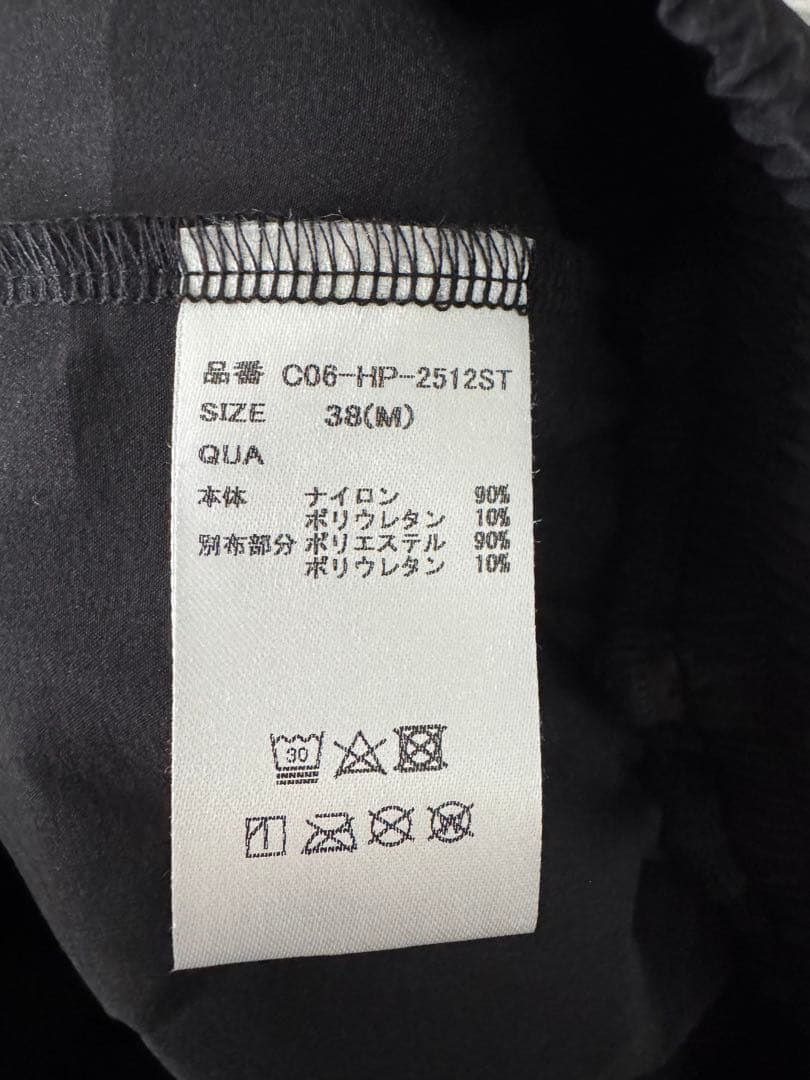 品番 C06-HP-2512ST
SIZE 38(M)
QUA
本体 ナイロン 90%
ポリウレタン 10%
別布部分 ポリエステル 90%
ポリウレタン 10%
30
W